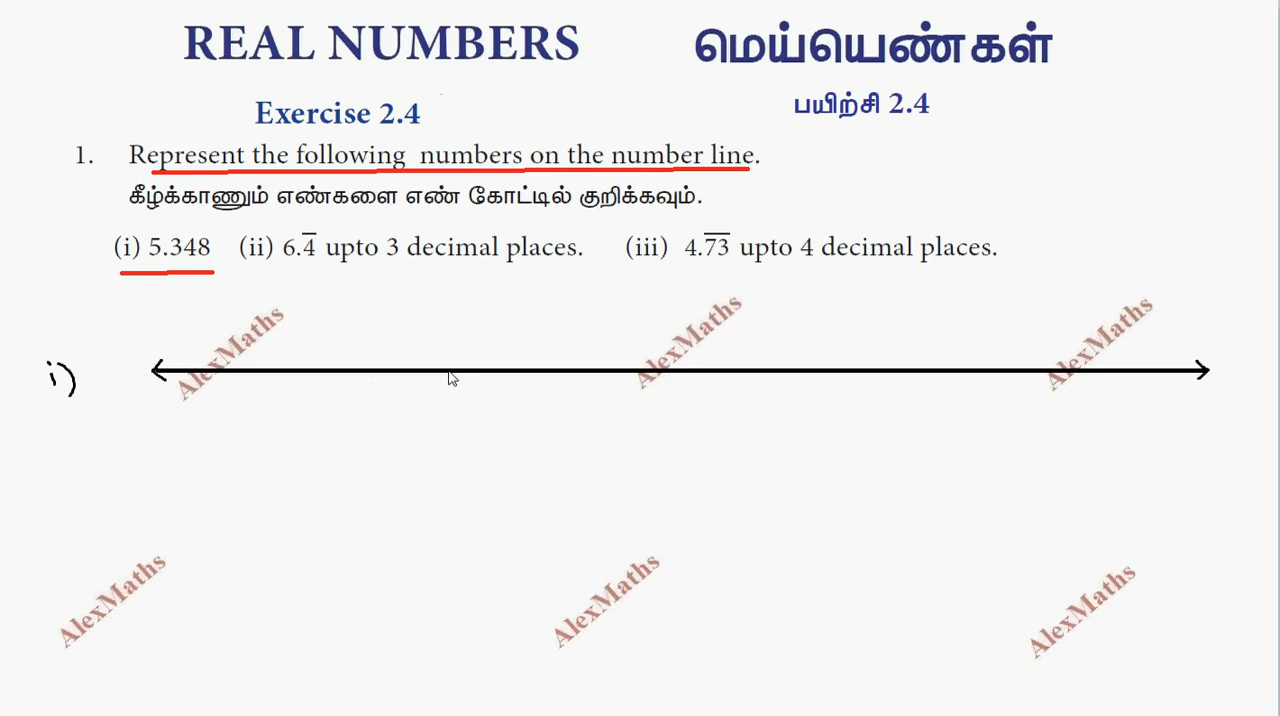 REAL NUMBERS மெய்யெண்கள்
Exercise 2.4 பயிற்சி 2.4
1. Represent the following numbers on the number line.
கீழ்க்காணும் எண்களை எண் கோட்டில் குறிக்கவும்.
(i) 5.348 (ii) 6.4̅ upto 3 decimal places. (iii) 4.7̅3̅ upto 4 decimal places.
AlexMaths AlexMaths AlexMaths
i)
AlexMaths AlexMaths AlexMaths